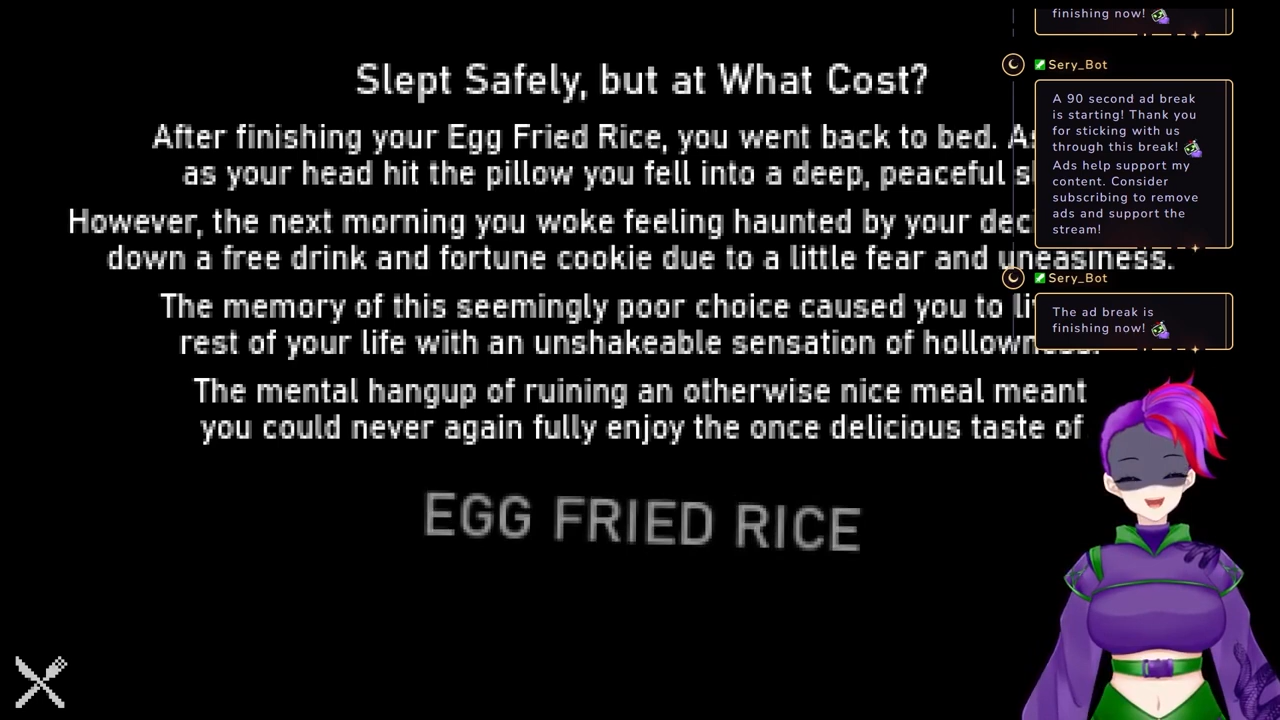 Slept Safely, but at What Cost?
After finishing your Egg Fried Rice, you went back to bed.
as your head hit the pillow you fell into a deep, peaceful
However, the next morning you woke feeling haunted by your
down a free drink and fortune cookie due to a little fear and uneasiness.
The memory of this seemingly poor choice caused you to
rest of your life with an unshakeable sensation of
The mental hangup of ruining an otherwise nice meal meant
you could never again fully enjoy the once delicious taste of
EGG FRIED RICE
finishing now!
Sery_Bot
A 90 second ad break
is starting! Thank you
for sticking with us
through this break!
Ads help support my
content. Consider
subscribing to remove
ads and support the
stream!
Sery_Bot
The ad break is
finishing now!